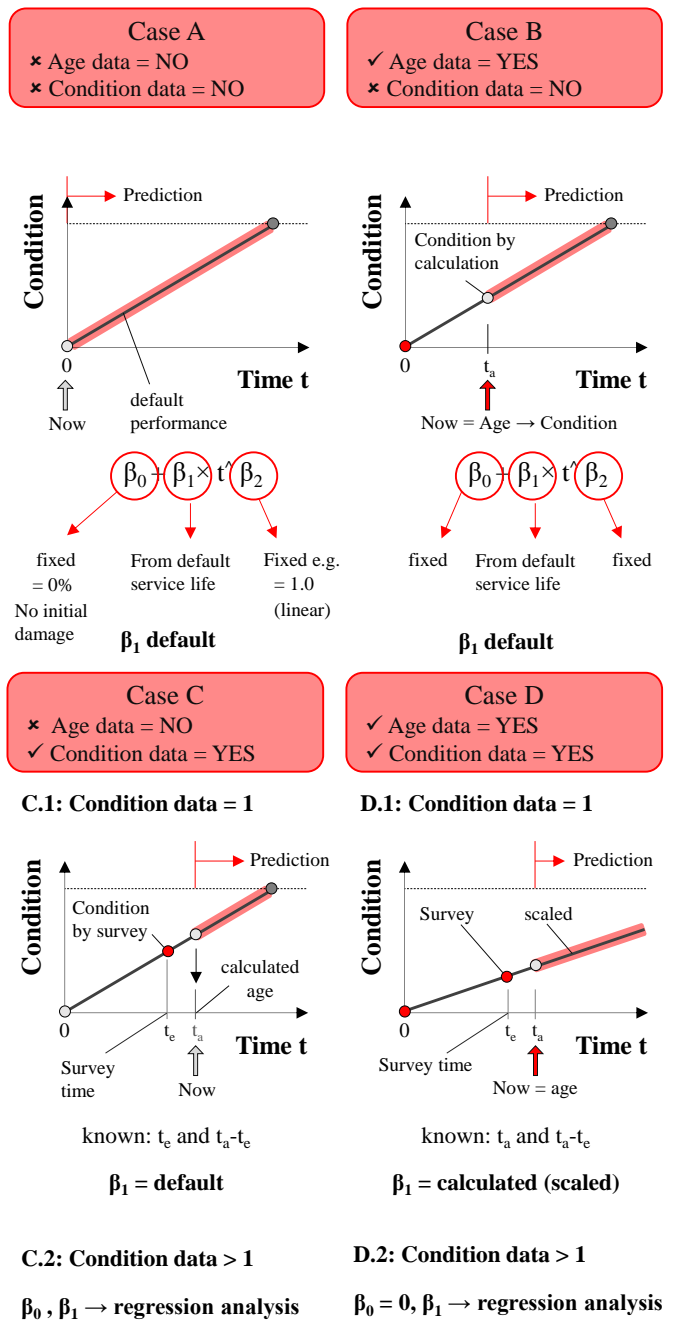 Case A
× Age data = NO
× Condition data = NO
Case B
✓ Age data = YES
× Condition data = NO
Prediction
Condition
0
Time t
Now
default
performance
β₀ + β₁ × t^ β₂
fixed
= 0%
No initial
damage
From default
service life
Fixed e.g.
= 1.0
(linear)
β₁ default
Prediction
Condition
Condition by
calculation
0
tₐ
Time t
Now = Age → Condition
β₀ + β₁ × t^ β₂
fixed
From default
service life
fixed
β₁ default
Case C
× Age data = NO
✓ Condition data = YES
Case D
✓ Age data = YES
✓ Condition data = YES
C.1: Condition data = 1
Prediction
Condition
Condition
by survey
calculated
age
0
tₑ
tₐ
Time t
Survey
time
Now
known: tₑ and tₐ-tₑ
β₁ = default
C.2: Condition data > 1
β₀ , β₁ → regression analysis
D.1: Condition data = 1
Prediction
Condition
Survey
scaled
0
tₑ
tₐ
Time t
Survey time
Now = age
known: tₐ and tₐ-tₑ
β₁ = calculated (scaled)
D.2: Condition data > 1
β₀ = 0, β₁ → regression analysis